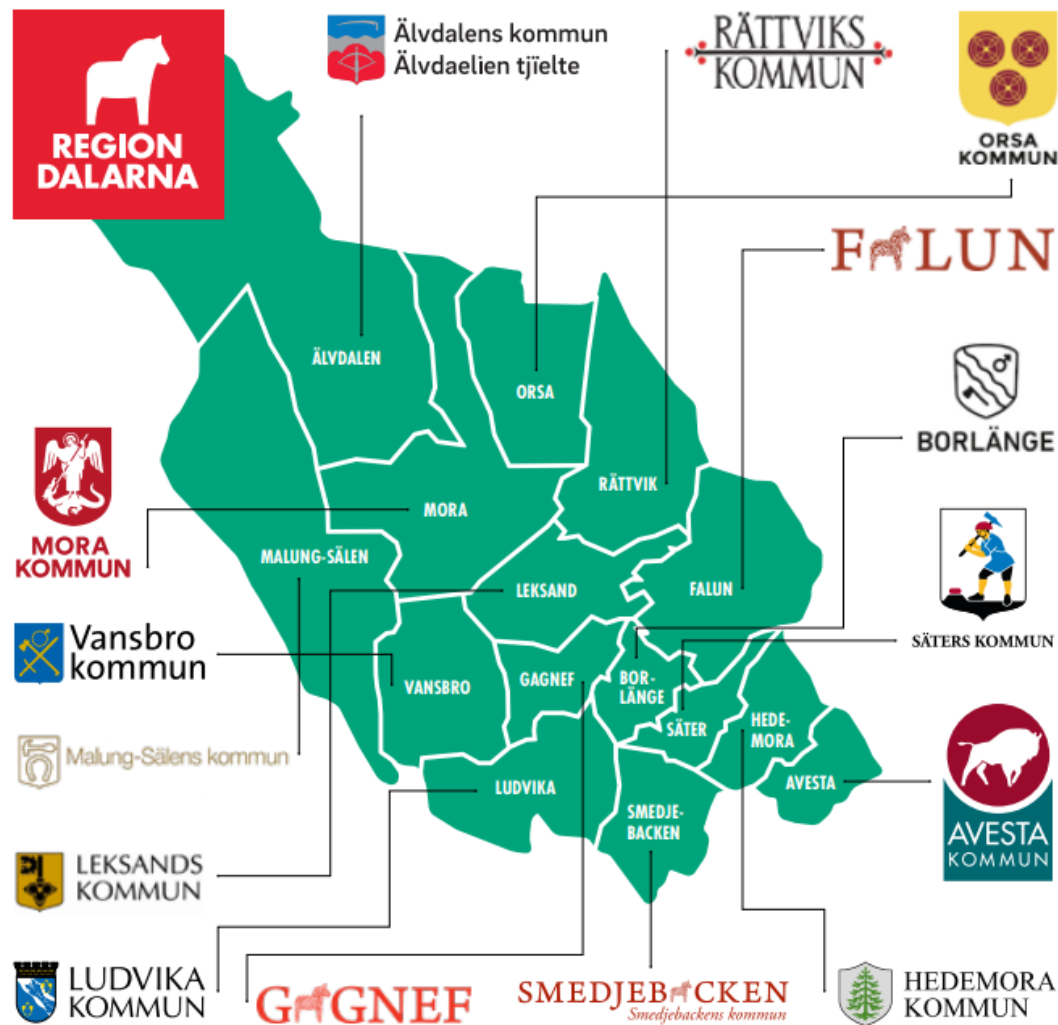 REGION
DALARNA
Älvdalens kommun
Älvdaelien tjïelte
RÄTTVIKS
KOMMUN
ORSA
KOMMUN
FALUN
BORLÄNGE
SÄTERS KOMMUN
AVESTA
KOMMUN
MORA
KOMMUN
Vansbro
kommun
Malung-Sälens kommun
LEKSANDS
KOMMUN
LUDVIKA
KOMMUN
GAGNEF
SMEDJEBACKEN
Smedjebackens kommun
HEDEMORA
KOMMUN
ÄLVDALEN
ORSA
RÄTTVIK
MORA
MALUNG-SÄLEN
LEKSAND
FALUN
VANSBRO
GAGNEF
BOR-
LÄNGE
SÄTER
HEDE-
MORA
AVESTA
LUDVIKA
SMEDJE-
BACKEN